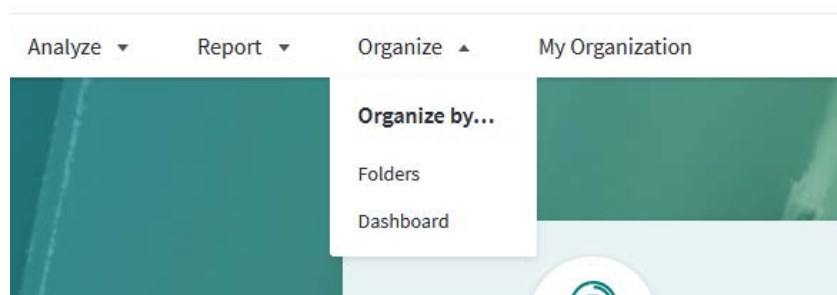 Analyze Report Organize My Organization
Organize by...
Folders
Dashboard